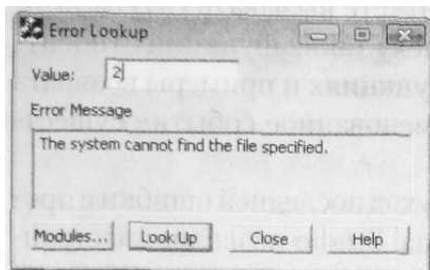 Error Lookup
Value: 2
Error Message
The system cannot find the file specified.
Modules... Look Up Close Help